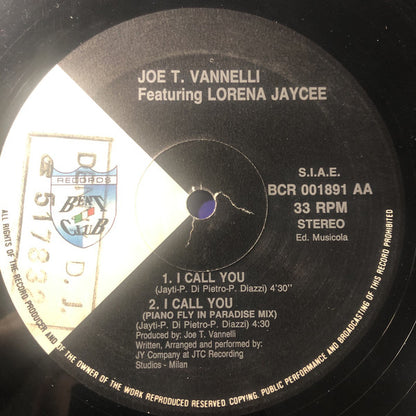 JOE T. VANNELLI
Featuring LORENA JAYCEE
S.I.A.E.
BCR 001891 AA
33 RPM
STEREO
Ed. Musicola
RECORDS
BEAT
CLUB
D.J.
1. I CALL YOU
(Jayti-P. Di Pietro-P. Diazzi) 4'30"
2. I CALL YOU
(PIANO FLY IN PARADISE MIX)
(Jayti-P. Di Pietro-P. Diazzi) 4:30
Produced by: Joe T. Vannelli
Written, Arranged and performed by:
JY Company at JTC Recording
Studios - Milan
ALL RIGHTS OF THE RECORD PRODUCER AND OF THE OWNER OF THE WORK REPRODUCED RESERVED COPYING, PUBLIC PERFORMANCE AND BROADCASTING OF THIS RECORD PROHIBITED